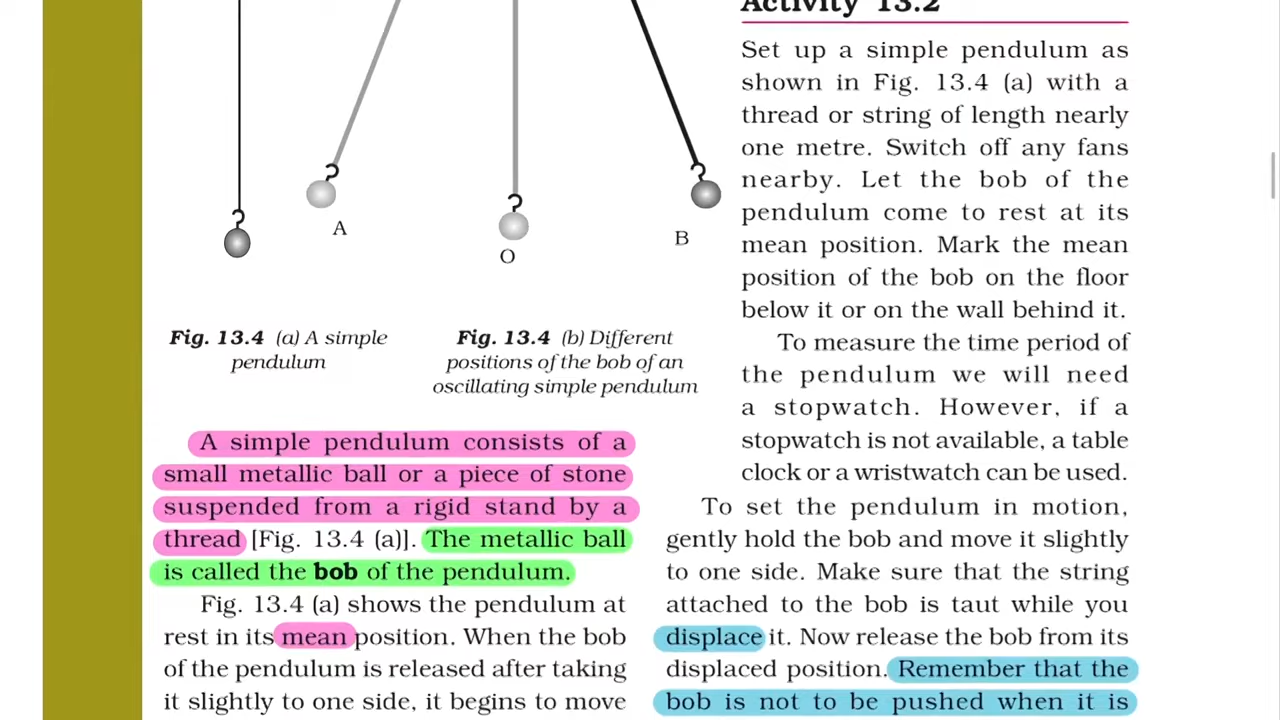 Activity 13.2
A
O
B
Fig. 13.4 (a) A simple
pendulum
Fig. 13.4 (b) Different
positions of the bob of an
oscillating simple pendulum
A simple pendulum consists of a
small metallic ball or a piece of stone
suspended from a rigid stand by a
thread [Fig. 13.4 (a)]. The metallic ball
is called the bob of the pendulum.
Fig. 13.4 (a) shows the pendulum at
rest in its mean position. When the bob
of the pendulum is released after taking
it slightly to one side, it begins to move
Set up a simple pendulum as
shown in Fig. 13.4 (a) with a
thread or string of length nearly
one metre. Switch off any fans
nearby. Let the bob of the
pendulum come to rest at its
mean position. Mark the mean
position of the bob on the floor
below it or on the wall behind it.
To measure the time period of
the pendulum we will need
a stopwatch. However, if a
stopwatch is not available, a table
clock or a wristwatch can be used.
To set the pendulum in motion,
gently hold the bob and move it slightly
to one side. Make sure that the string
attached to the bob is taut while you
displace it. Now release the bob from its
displaced position. Remember that the
bob is not to be pushed when it is